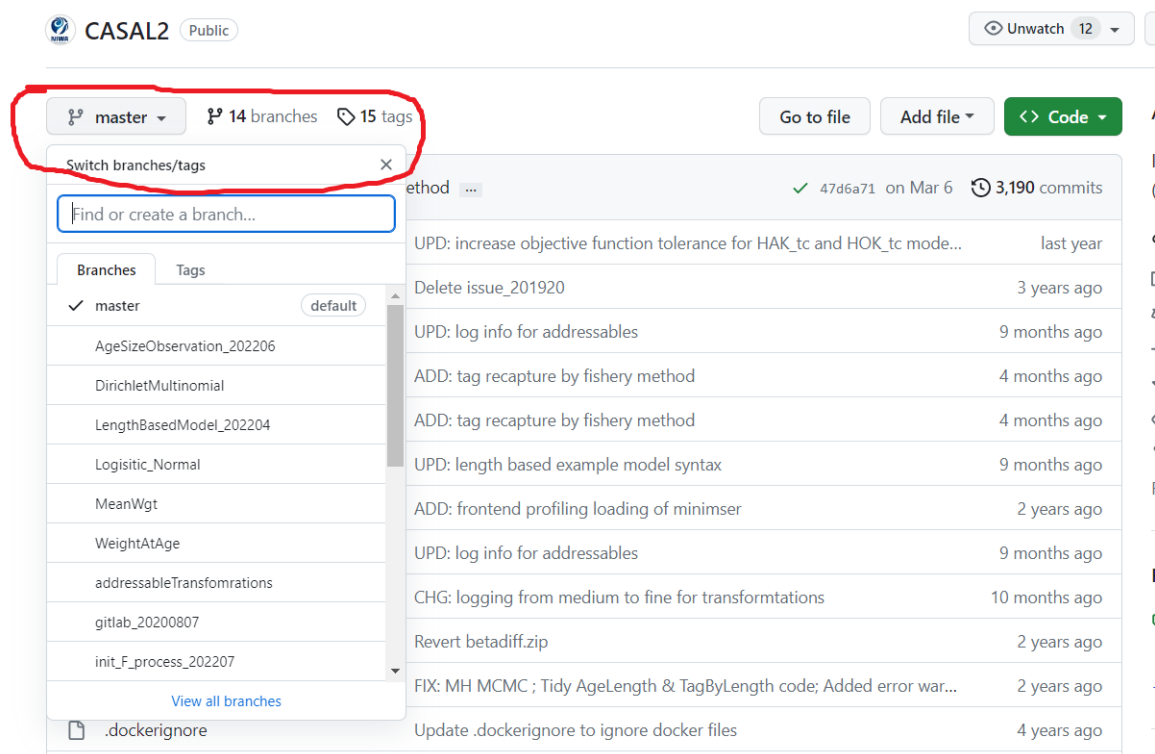 NIWA
CASAL2 Public
Unwatch 12
master 14 branches 15 tags
Go to file Add file Code
Switch branches/tags
ethod ...
47d6a71 on Mar 6 3,190 commits
Find or create a branch...
Branches Tags
master default
AgeSizeObservation_202206
DirichletMultinomial
LengthBasedModel_202204
Logisitic_Normal
MeanWgt
WeightAtAge
addressableTransfomrations
gitlab_20200807
init_F_process_202207
View all branches
UPD: increase objective function tolerance for HAK_tc and HOK_tc mode... last year
Delete issue_201920 3 years ago
UPD: log info for addressables 9 months ago
ADD: tag recapture by fishery method 4 months ago
ADD: tag recapture by fishery method 4 months ago
UPD: length based example model syntax 9 months ago
ADD: frontend profiling loading of minimser 2 years ago
UPD: log info for addressables 9 months ago
CHG: logging from medium to fine for transformtations 10 months ago
Revert betadiff.zip 2 years ago
FIX: MH MCMC ; Tidy AgeLength & TagByLength code; Added error war... 2 years ago
.dockerignore Update .dockerignore to ignore docker files 4 years ago